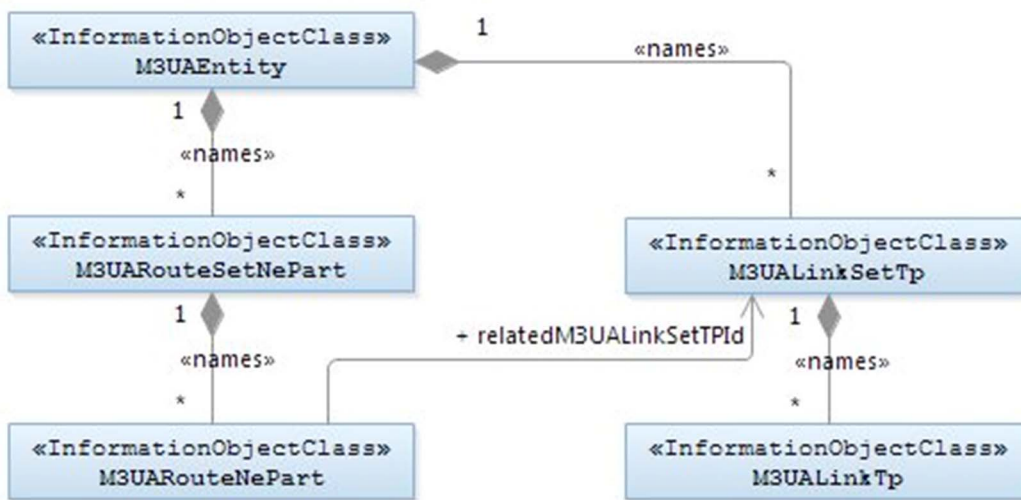 «InformationObjectClass»
M3UAEntity
1
«names»
1
«names»
*
*
«InformationObjectClass»
M3UARouteSetNePart
«InformationObjectClass»
M3UALinkSetTp
1
«names»
*
+ relatedM3UALinkSetTPId
1
«names»
*
«InformationObjectClass»
M3UARouteNePart
«InformationObjectClass»
M3UALinkTp